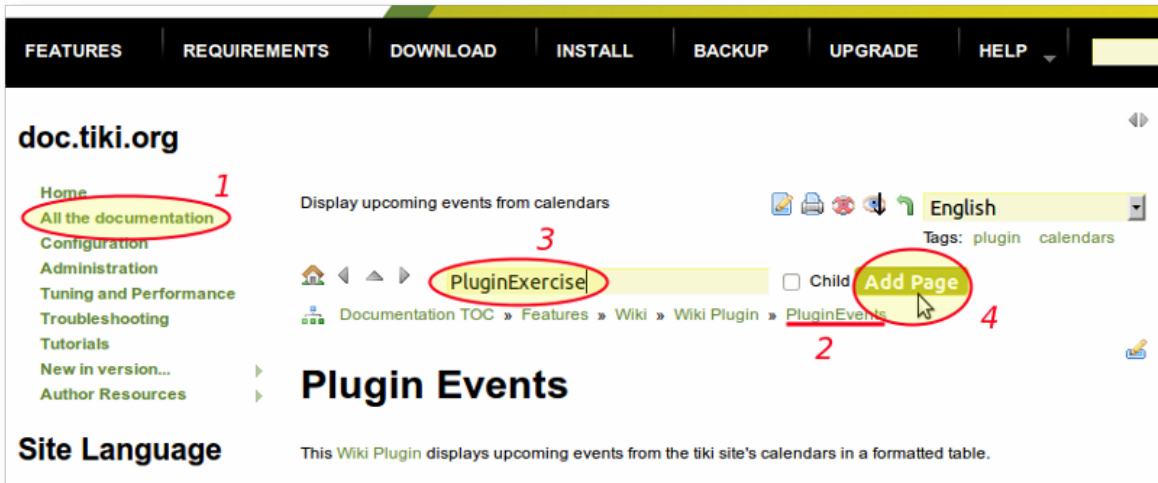 FEATURES REQUIREMENTS DOWNLOAD INSTALL BACKUP UPGRADE HELP
doc.tiki.org
Home
1
All the documentation
Configuration
Administration
Tuning and Performance
Troubleshooting
Tutorials
New in version...
Author Resources
Site Language
Display upcoming events from calendars
English
Tags: plugin calendars
3
PluginExercise
Child
Add Page
4
Documentation TOC » Features » Wiki » Wiki Plugin » PluginEvents
2
Plugin Events
This Wiki Plugin displays upcoming events from the tiki site's calendars in a formatted table.